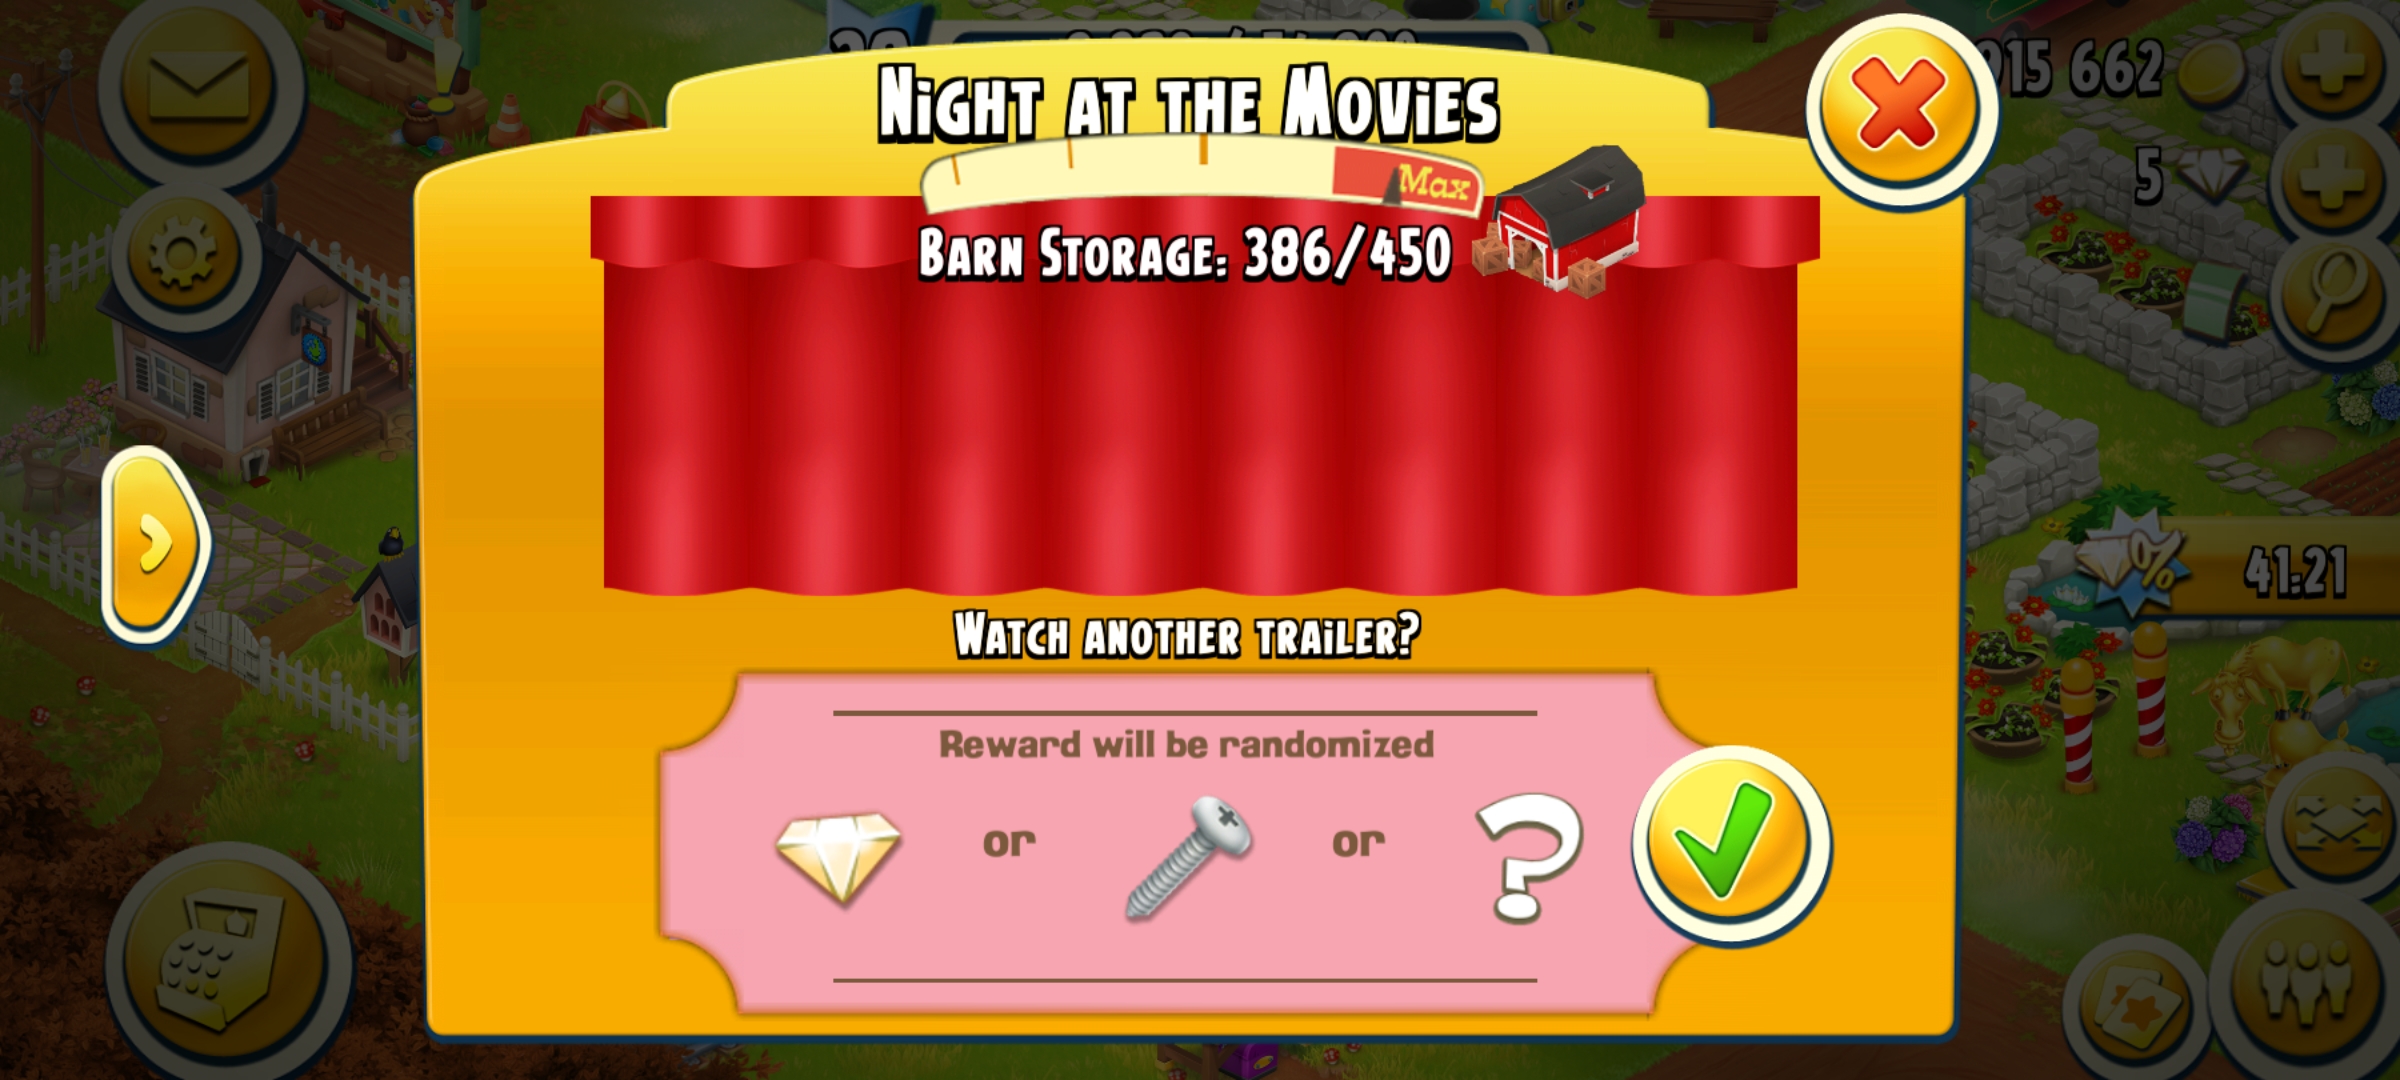 Night at the Movies
915 662
Max
5
Barn Storage: 386/450
%
41:21
Watch another trailer?
Reward will be randomized
or
or
?